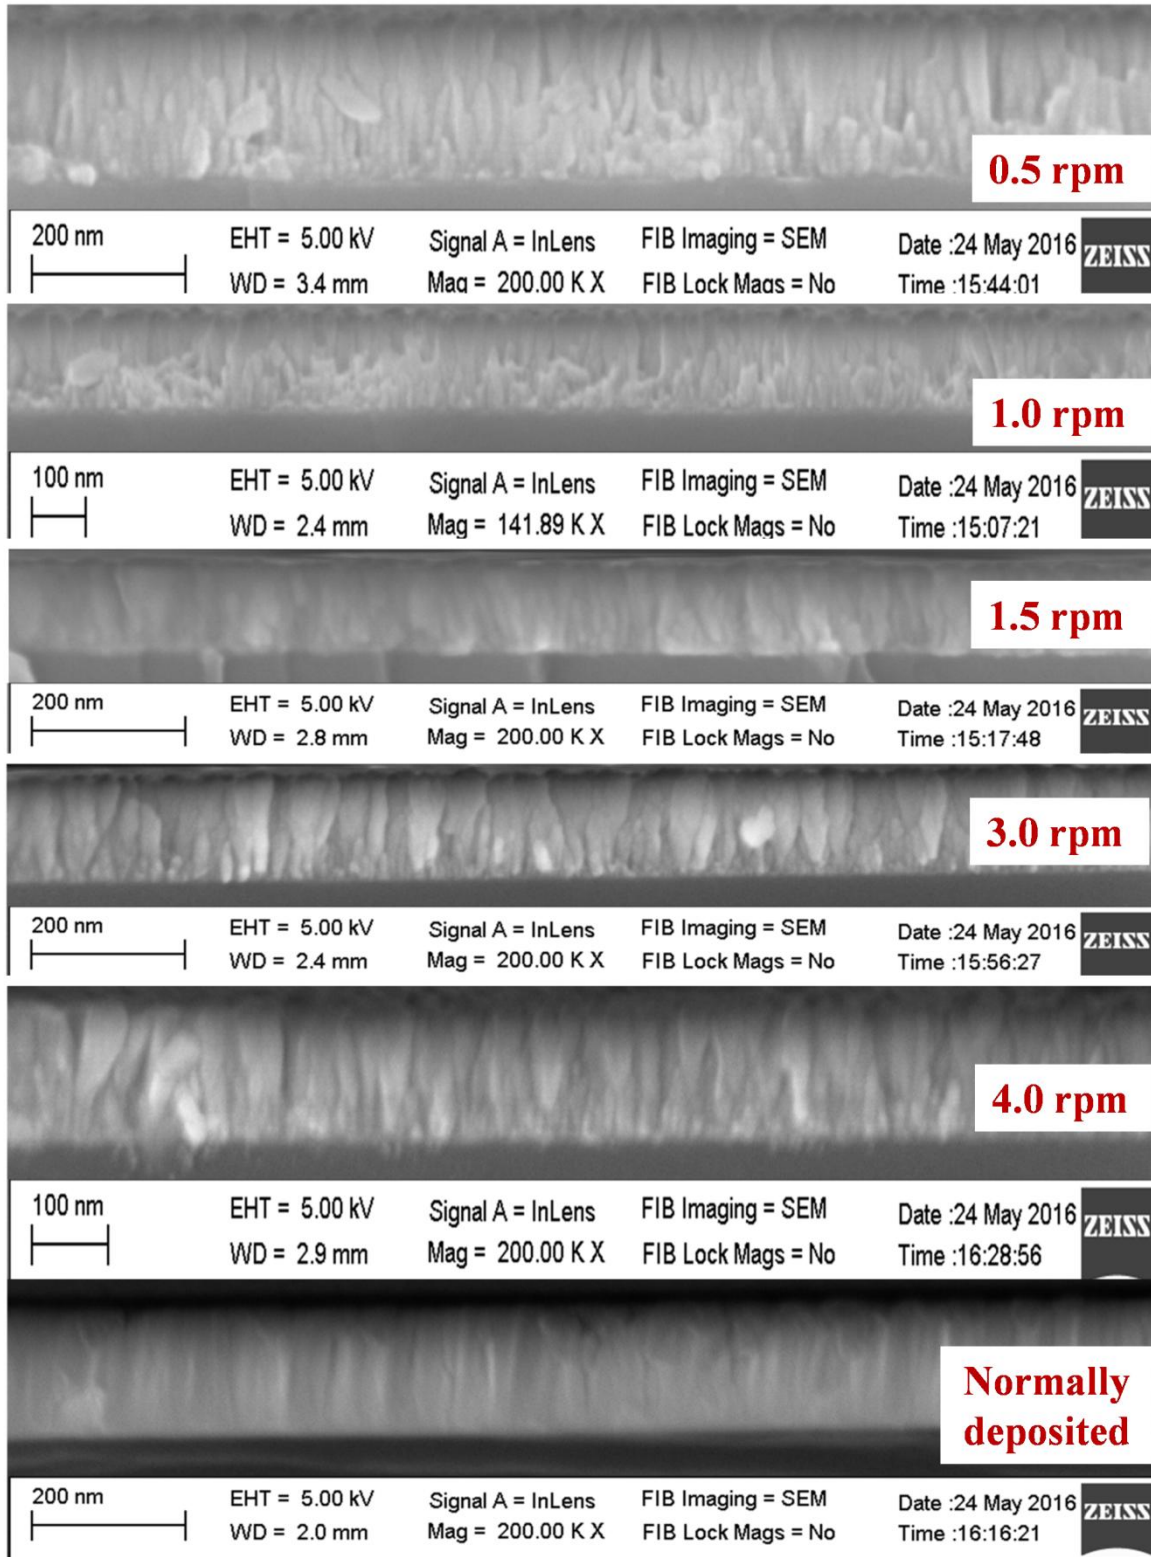 0.5 rpm
200 nm EHT = 5.00 kV Signal A = InLens FIB Imaging = SEM Date :24 May 2016 ZEISS
WD = 3.4 mm Mag = 200.00 K X FIB Lock Mags = No Time :15:44:01
1.0 rpm
100 nm EHT = 5.00 kV Signal A = InLens FIB Imaging = SEM Date :24 May 2016 ZEISS
WD = 2.4 mm Mag = 141.89 K X FIB Lock Mags = No Time :15:07:21
1.5 rpm
200 nm EHT = 5.00 kV Signal A = InLens FIB Imaging = SEM Date :24 May 2016 ZEISS
WD = 2.8 mm Mag = 200.00 K X FIB Lock Mags = No Time :15:17:48
3.0 rpm
200 nm EHT = 5.00 kV Signal A = InLens FIB Imaging = SEM Date :24 May 2016 ZEISS
WD = 2.4 mm Mag = 200.00 K X FIB Lock Mags = No Time :15:56:27
4.0 rpm
100 nm EHT = 5.00 kV Signal A = InLens FIB Imaging = SEM Date :24 May 2016 ZEISS
WD = 2.9 mm Mag = 200.00 K X FIB Lock Mags = No Time :16:28:56
Normally
deposited
200 nm EHT = 5.00 kV Signal A = InLens FIB Imaging = SEM Date :24 May 2016 ZEISS
WD = 2.0 mm Mag = 200.00 K X FIB Lock Mags = No Time :16:16:21